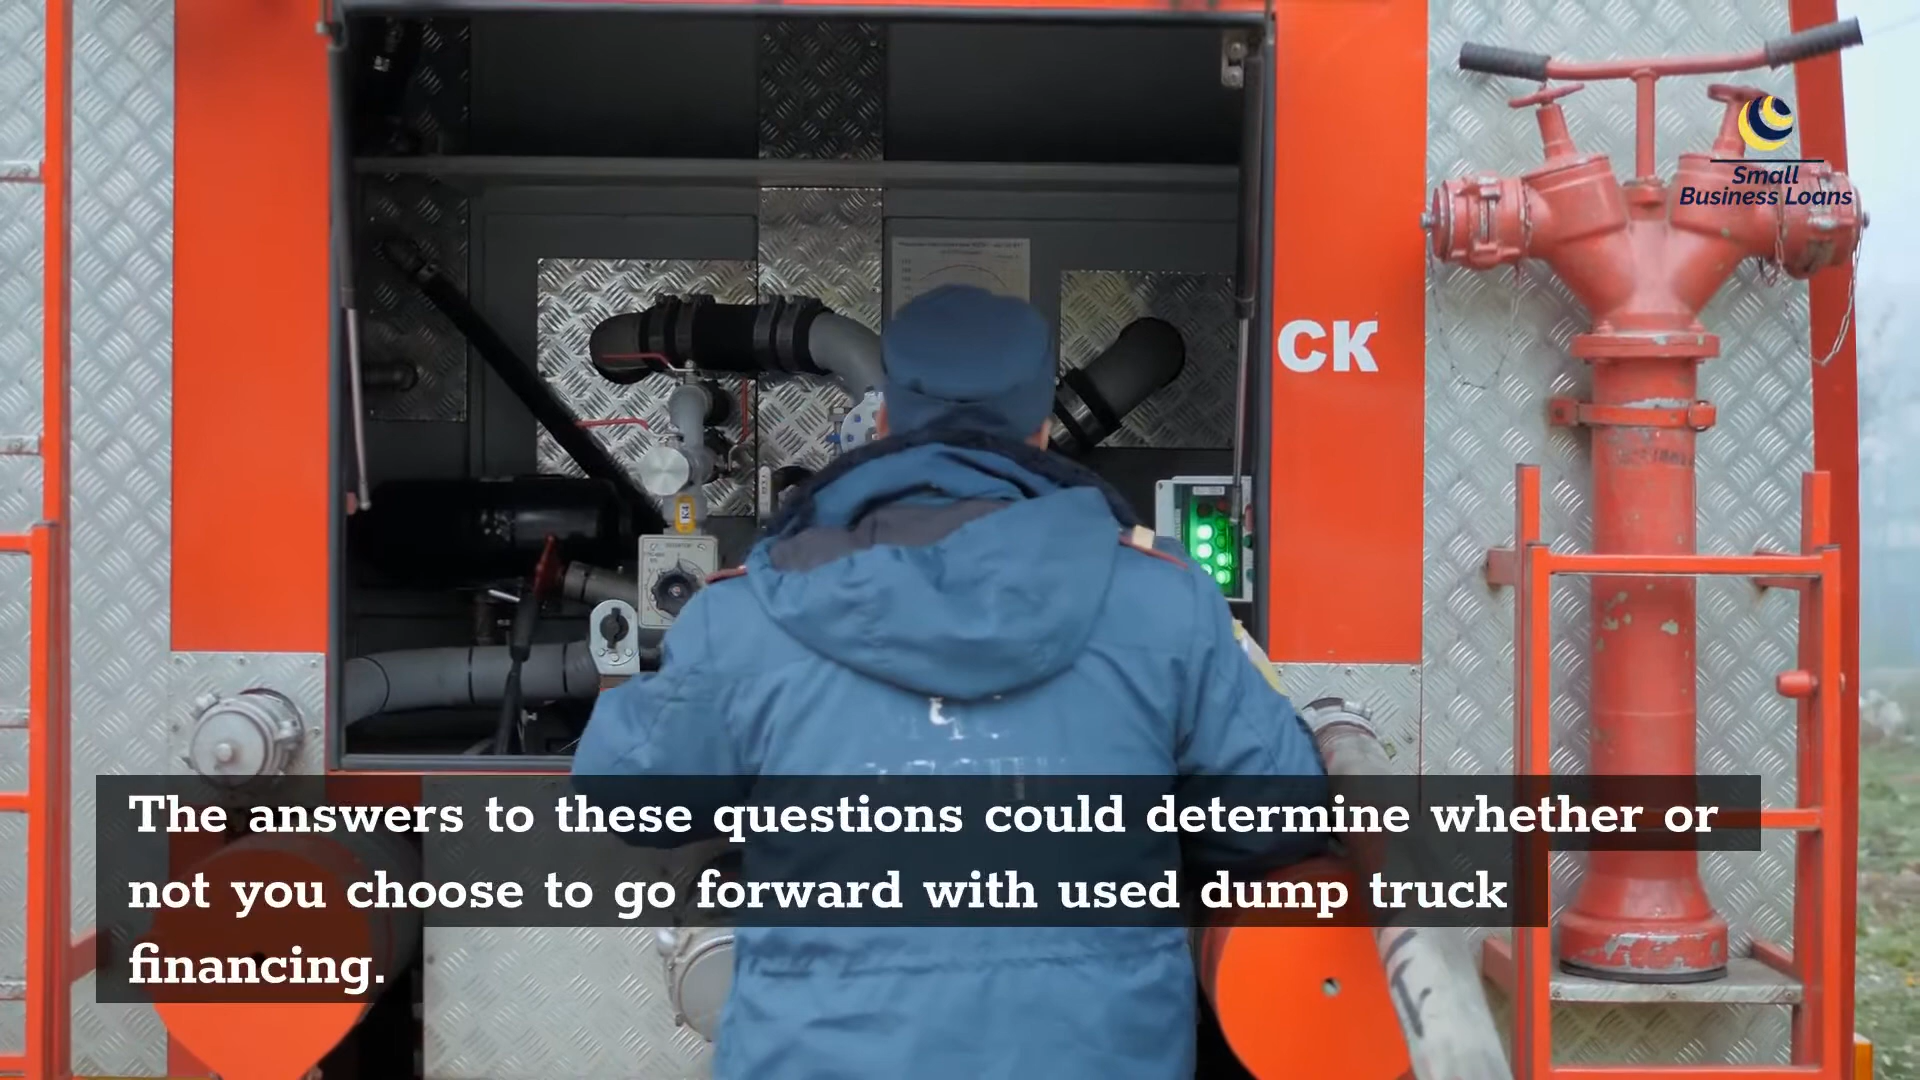 Small
Business Loans
СК
The answers to these questions could determine whether or
not you choose to go forward with used dump truck
financing.